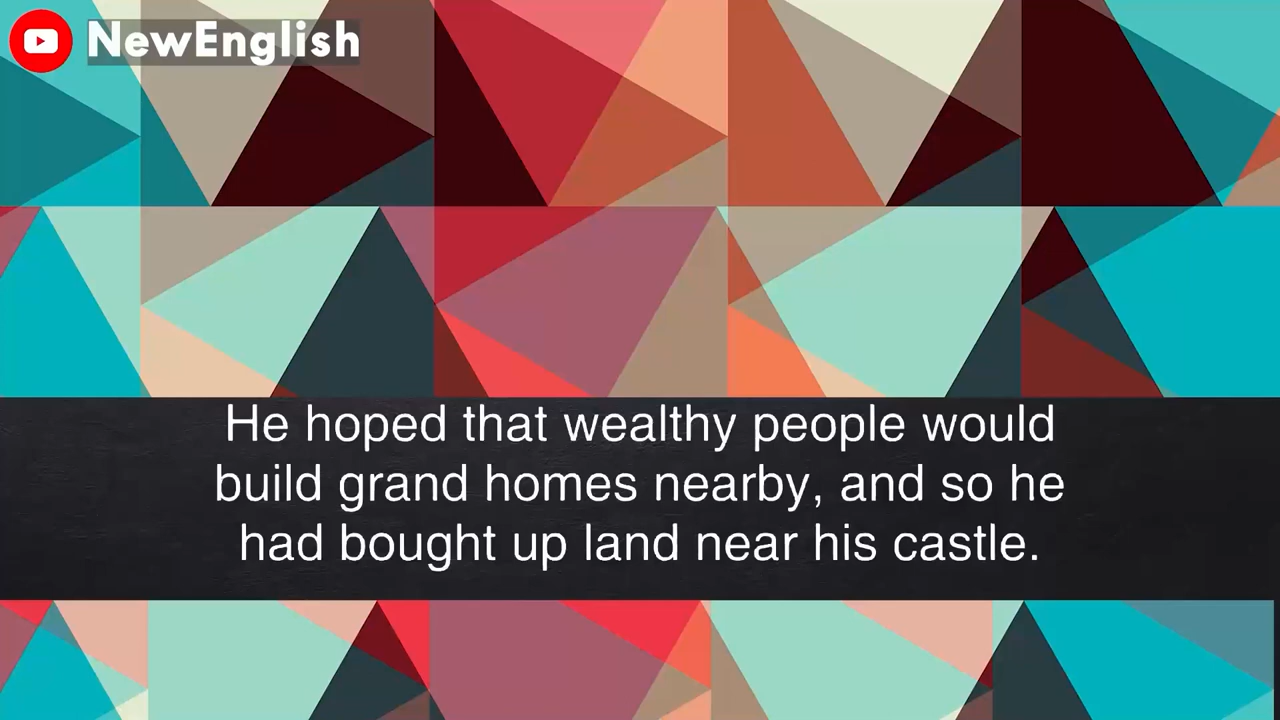 NewEnglish
He hoped that wealthy people would
build grand homes nearby, and so he
had bought up land near his castle.